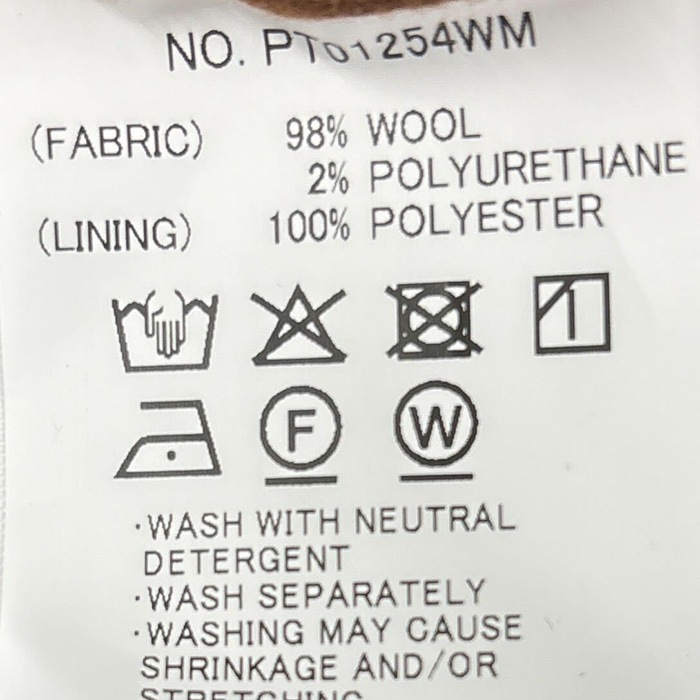 NO. PT01254WM
(FABRIC) 98% WOOL
2% POLYURETHANE
(LINING) 100% POLYESTER
F W
·WASH WITH NEUTRAL
DETERGENT
·WASH SEPARATELY
·WASHING MAY CAUSE
SHRINKAGE AND/OR
STRETCHING